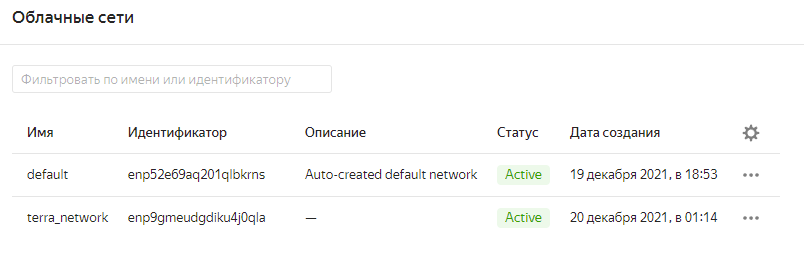 Облачные сети
Фильтровать по имени или идентификатору
Имя Идентификатор Описание Статус Дата создания
default enp52e69aq201qlbkrns Auto-created default network Active 19 декабря 2021, в 18:53
terra_network enp9gmeudgdiku4j0qla — Active 20 декабря 2021, в 01:14